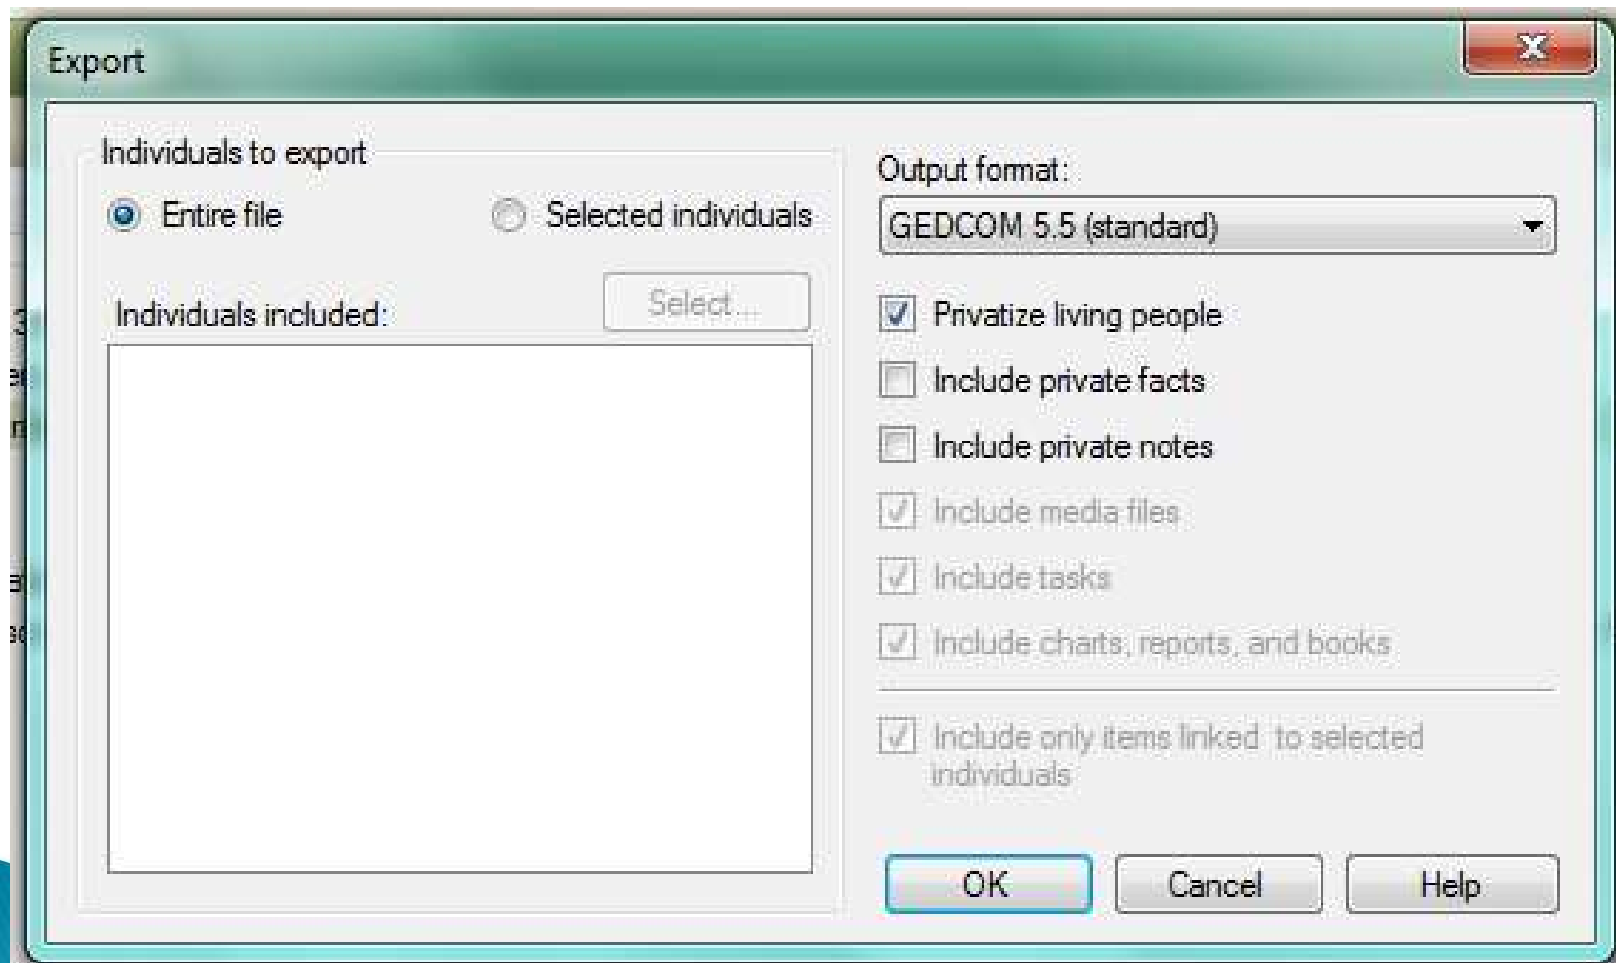 Export
Individuals to export
Entire file
Selected individuals
Individuals included:
Select...
Output format:
GEDCOM 5.5 (standard)
Privatize living people
Include private facts
Include private notes
Include media files
Include tasks
Include charts, reports, and books
Include only items linked to selected
individuals
OK
Cancel
Help